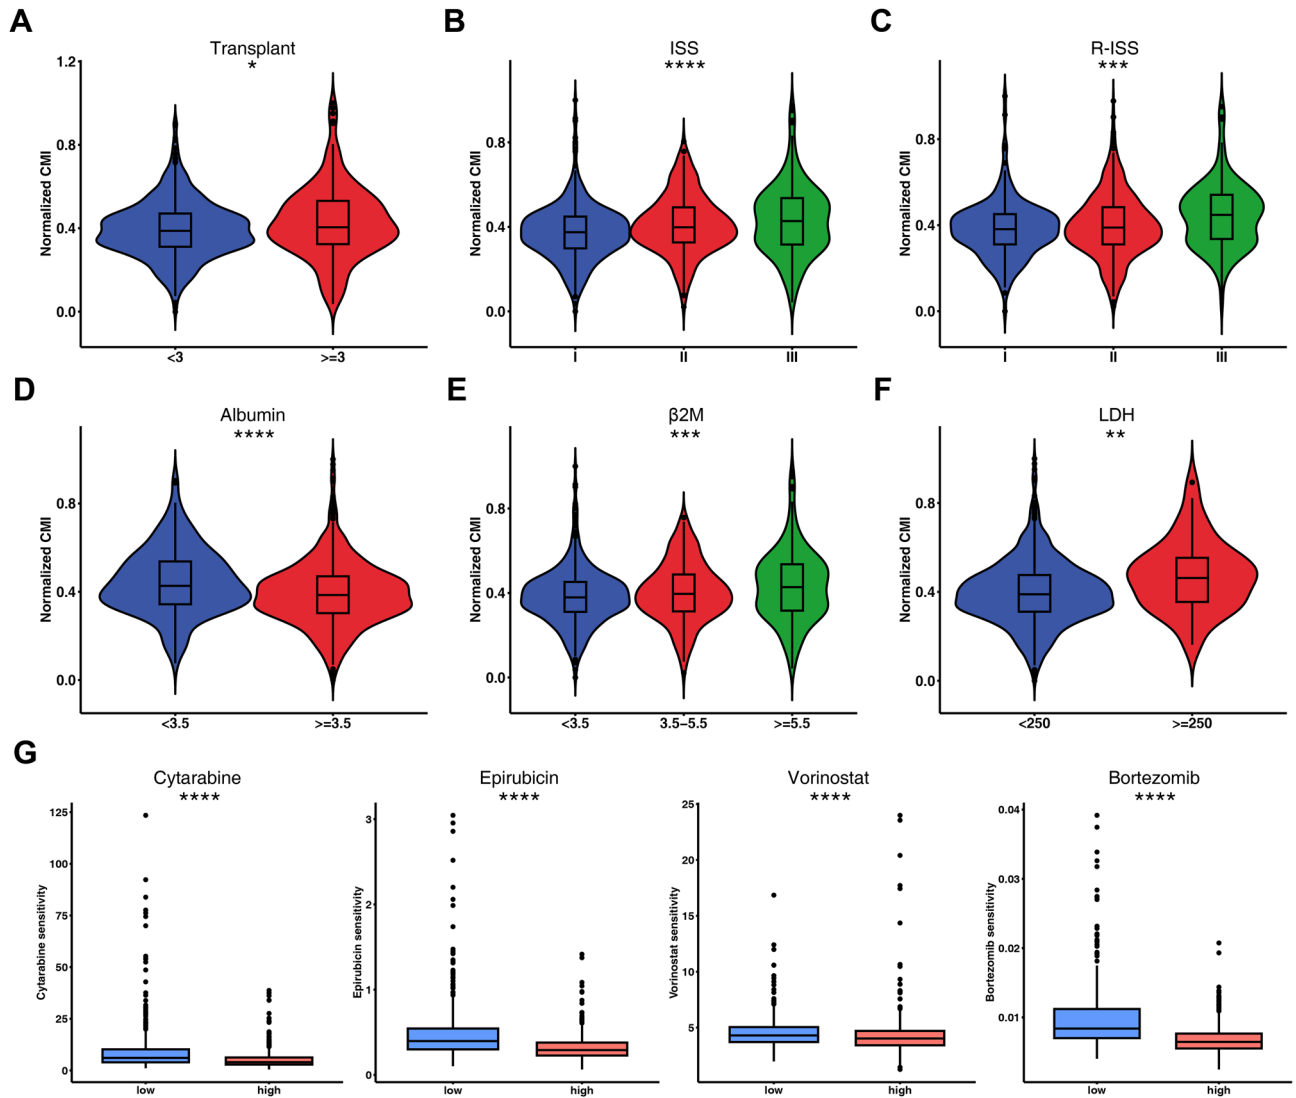 A
B
C
Transplant
*
ISS
****
R-ISS
***
Normalized CMI
1.2
0.8
0.4
0.0
<3
>=3
Normalized CMI
0.8
0.4
0.0
I
II
III
Normalized CMI
0.8
0.4
0.0
I
II
III
D
E
F
Albumin
****
β2M
***
LDH
**
Normalized CMI
0.8
0.4
0.0
<3.5
>=3.5
Normalized CMI
0.8
0.4
0.0
<3.5
3.5–5.5
>=5.5
Normalized CMI
0.8
0.4
0.0
<250
>=250
G
Cytarabine
****
Cytarabine sensitivity
125
100
75
50
25
0
low
high
Epirubicin
****
Epirubicin sensitivity
3
2
1
0
low
high
Vorinostat
****
Vorinostat sensitivity
25
20
15
10
5
low
high
Bortezomib
****
Bortezomib sensitivity
0.04
0.03
0.02
0.01
low
high